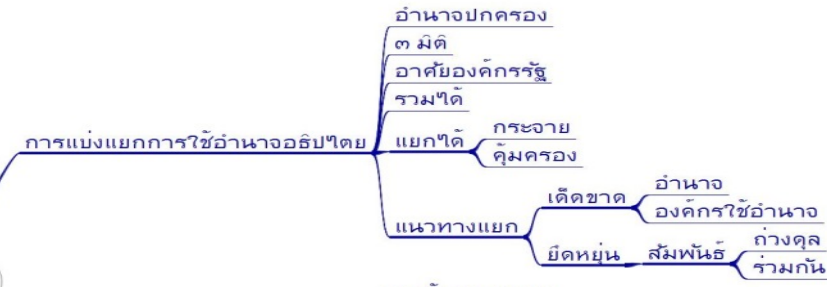 อำนาจปกครอง
๓ มิติ
อาศัยองค์กรรัฐ
รวมได้
การแบ่งแยกการใช้อำนาจอธิปไตย
แยกได้
กระจาย
คุ้มครอง
แนวทางแยก
เด็ดขาด
อำนาจ
องค์กรใช้อำนาจ
ยืดหยุ่น
สัมพันธ์
ถ่วงดุล
ร่วมกัน